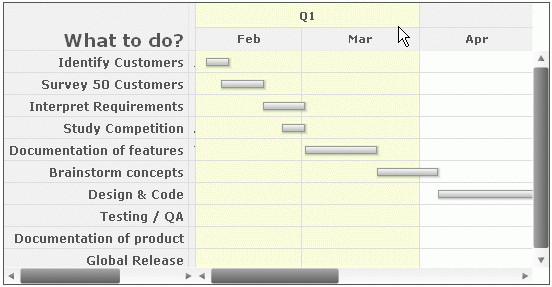 Q1
What to do?
Feb Mar Apr
Identify Customers
Survey 50 Customers
Interpret Requirements
Study Competition
Documentation of features
Brainstorm concepts
Design & Code
Testing / QA
Documentation of product
Global Release